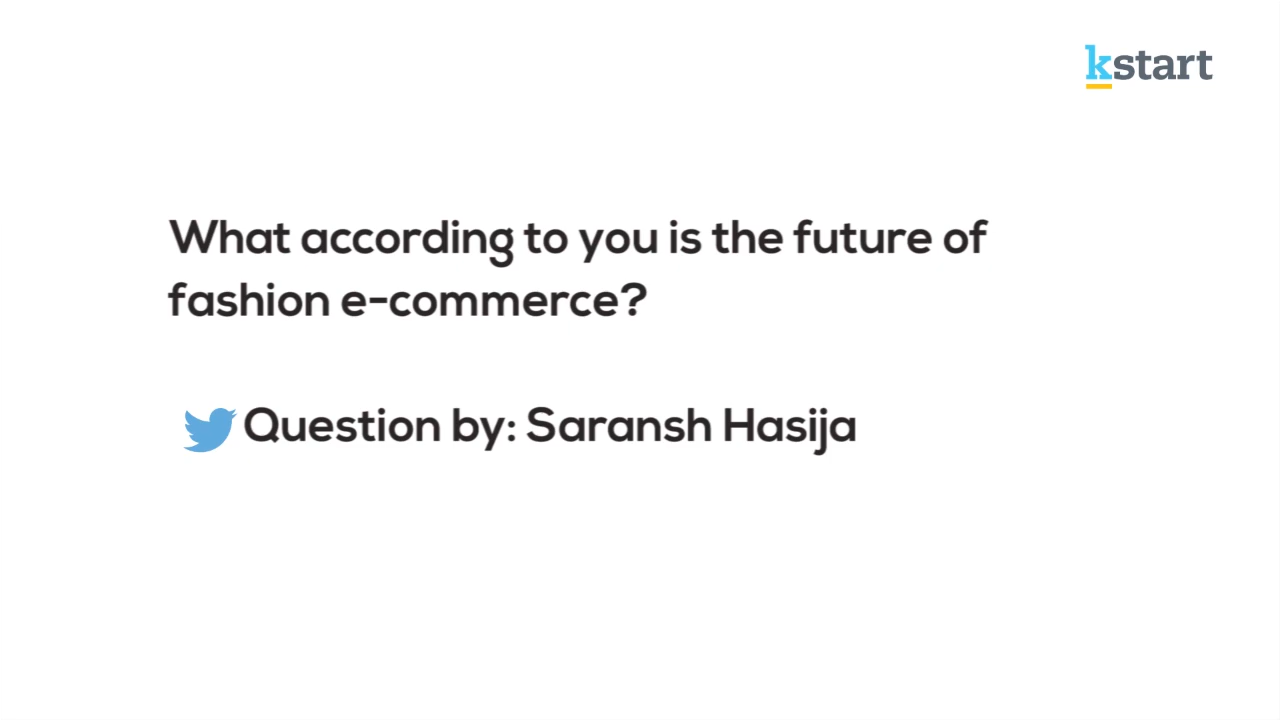 kstart
What according to you is the future of
fashion e-commerce?
Question by: Saransh Hasija